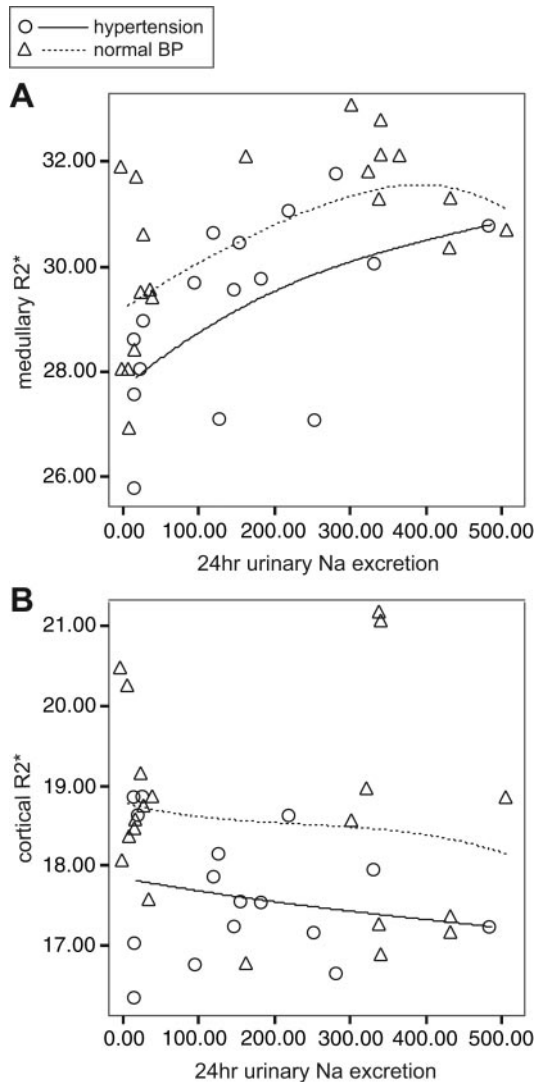 hypertension
normal BP
A
32.00
30.00
28.00
26.00
medullary R2*
0.00 100.00 200.00 300.00 400.00 500.00
24hr urinary Na excretion
B
21.00
20.00
19.00
18.00
17.00
cortical R2*
0.00 100.00 200.00 300.00 400.00 500.00
24hr urinary Na excretion